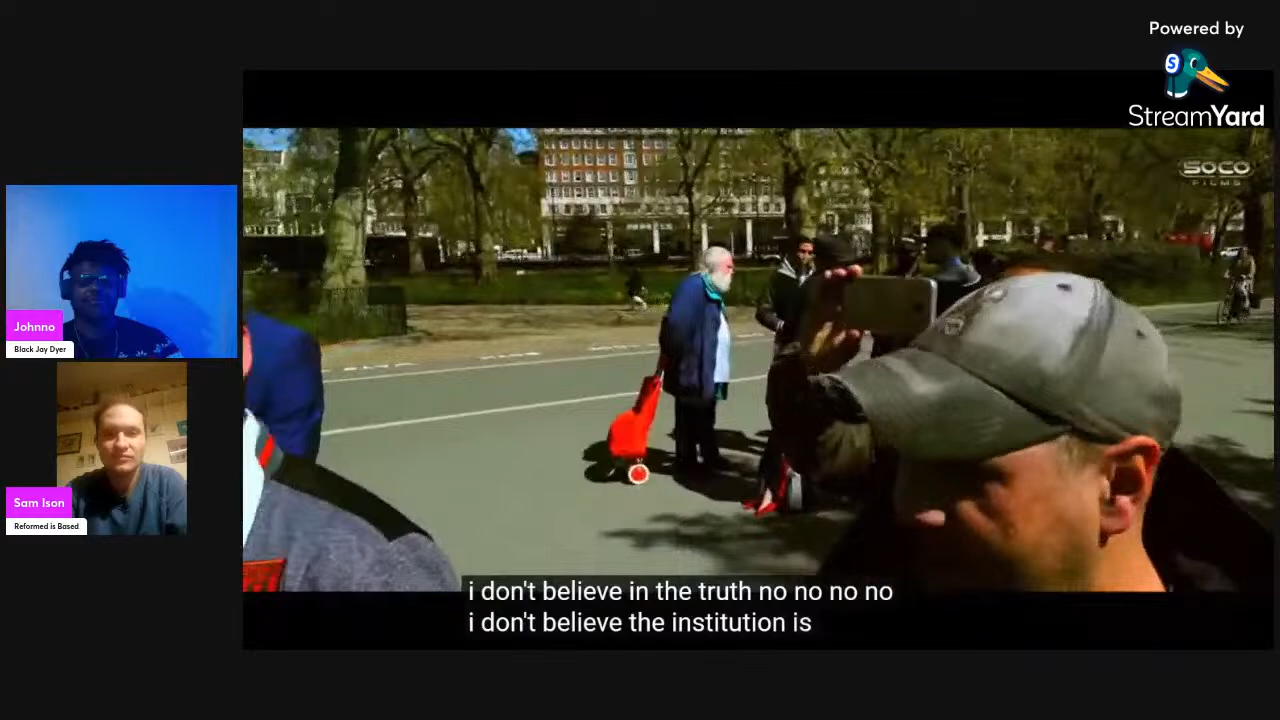 Powered by
StreamYard
SOCO
FILMS
Johnno
Black Jay Dyer
Sam Ison
Reformed is Based
i don't believe in the truth no no no no
i don't believe the institution is